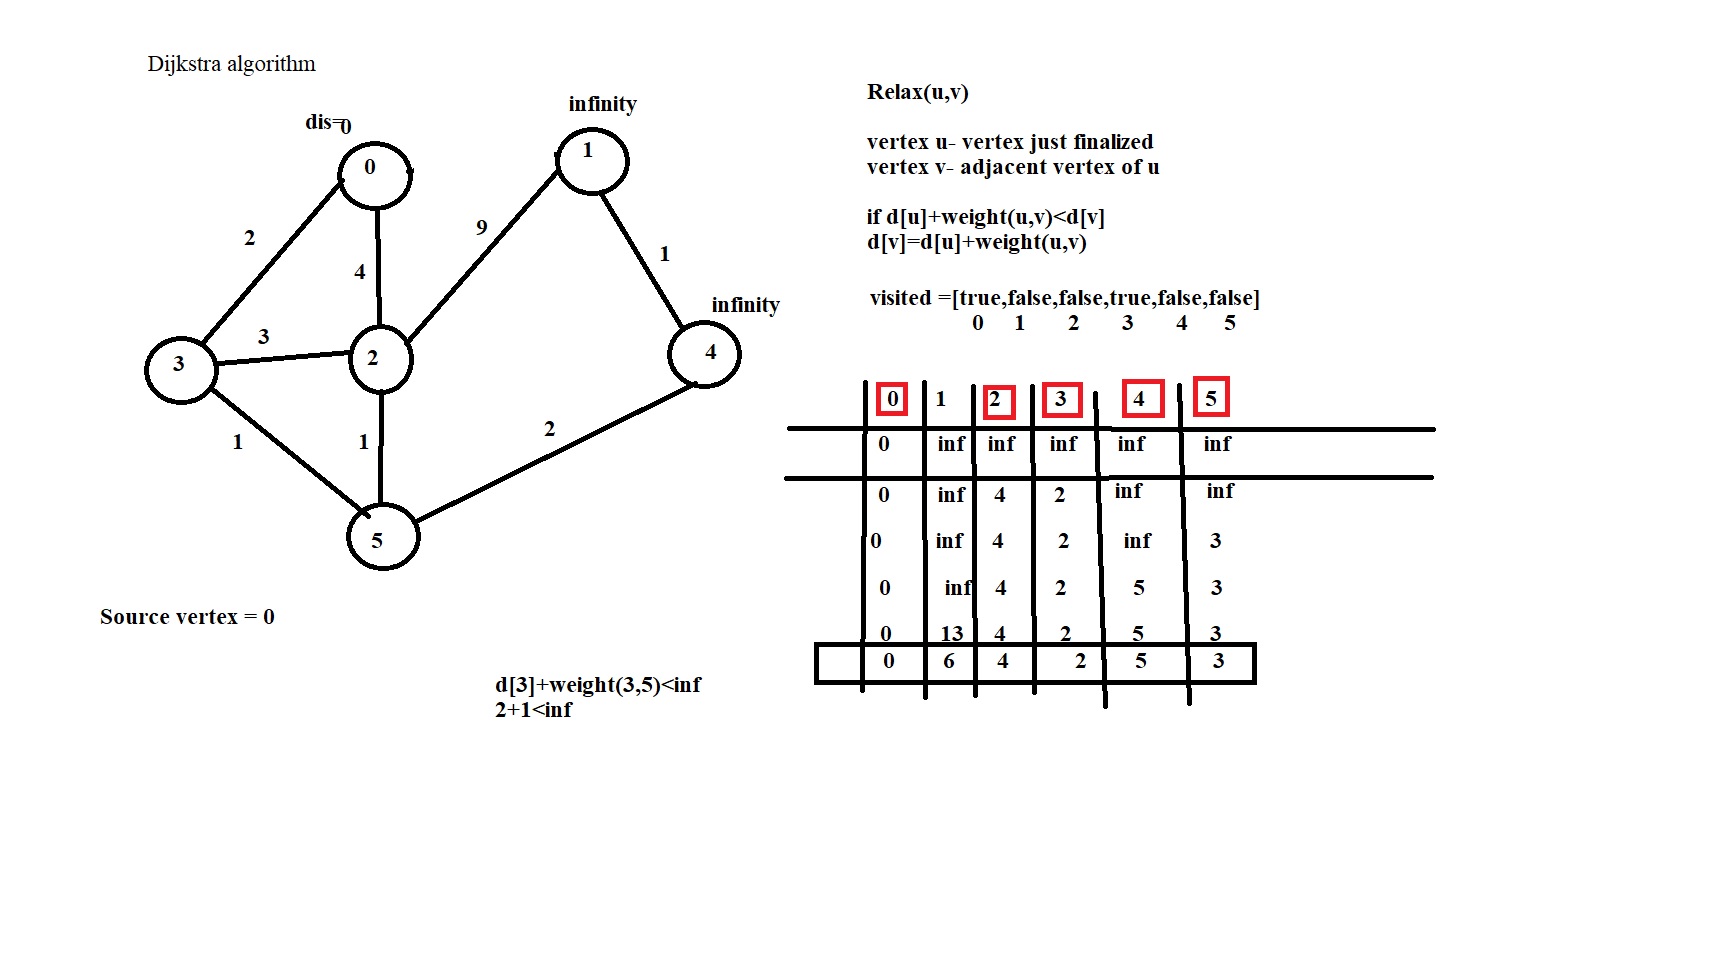 Dijkstra algorithm
dis=0
infinity
0
1
2
9
4
1
infinity
3
3
2
4
1
1
2
5
Source vertex = 0
d[3]+weight(3,5)<inf
2+1<inf
Relax(u,v)
vertex u- vertex just finalized
vertex v- adjacent vertex of u
if d[u]+weight(u,v)<d[v]
d[v]=d[u]+weight(u,v)
visited =[true,false,false,true,false,false]
0 1 2 3 4 5
0 1 2 3 4 5
0 inf inf inf inf inf
0 inf 4 2 inf inf
0 inf 4 2 inf 3
0 inf 4 2 5 3
0 13 4 2 5 3
0 6 4 2 5 3